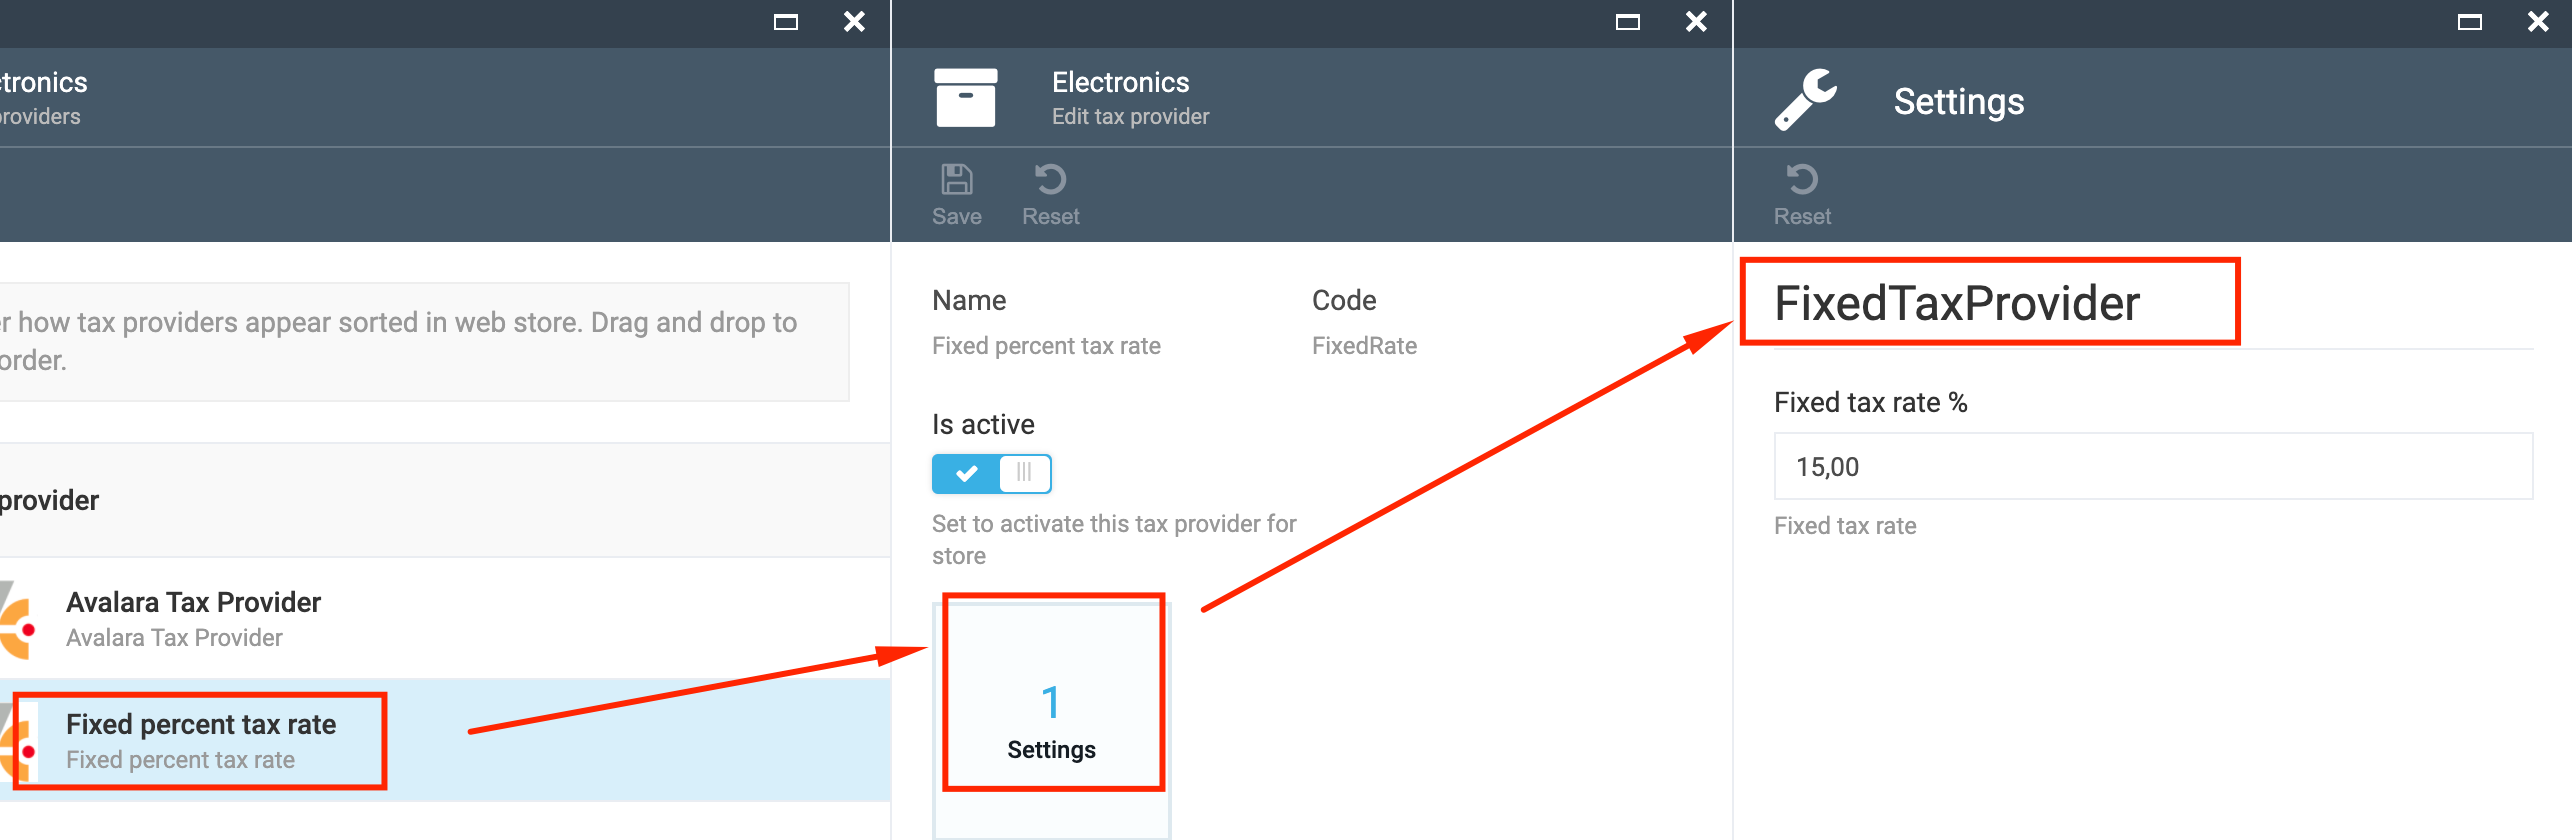 ctronics
providers
r how tax providers appear sorted in web store. Drag and drop to
order.
provider
Avalara Tax Provider
Avalara Tax Provider
Fixed percent tax rate
Fixed percent tax rate
Electronics
Edit tax provider
Save Reset
Name Code
Fixed percent tax rate FixedRate
Is active
Set to activate this tax provider for
store
1
Settings
Settings
Reset
FixedTaxProvider
Fixed tax rate %
15,00
Fixed tax rate